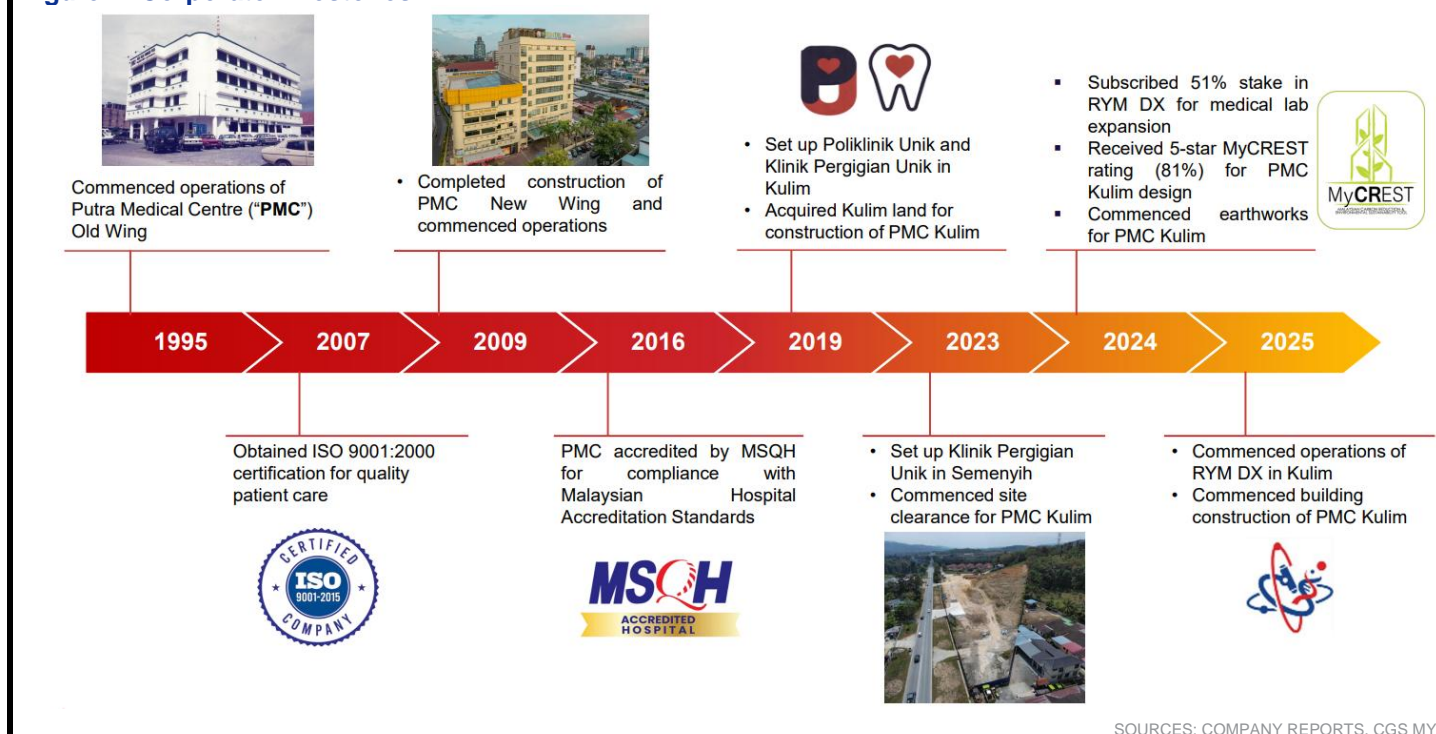 Corporate
Commenced operations of
Putra Medical Centre (“PMC”)
Old Wing
• Completed construction of
PMC New Wing and
commenced operations
• Set up Poliklinik Unik and
Klinik Pergigian Unik in
Kulim
• Acquired Kulim land for
construction of PMC Kulim
▪ Subscribed 51% stake in
RYM DX for medical lab
expansion
▪ Received 5-star MyCREST
rating (81%) for PMC
Kulim design
▪ Commenced earthworks
for PMC Kulim
MyCREST
1995
2007
2009
2016
2019
2023
2024
2025
Obtained ISO 9001:2000
certification for quality
patient care
CERTIFIED
ISO
9001-2015
COMPANY
PMC accredited by MSQH
for compliance with
Malaysian Hospital
Accreditation Standards
MSQH
ACCREDITED
HOSPITAL
• Set up Klinik Pergigian
Unik in Semenyih
• Commenced site
clearance for PMC Kulim
• Commenced operations of
RYM DX in Kulim
• Commenced building
construction of PMC Kulim
SOURCES: COMPANY REPORTS, CGS MY